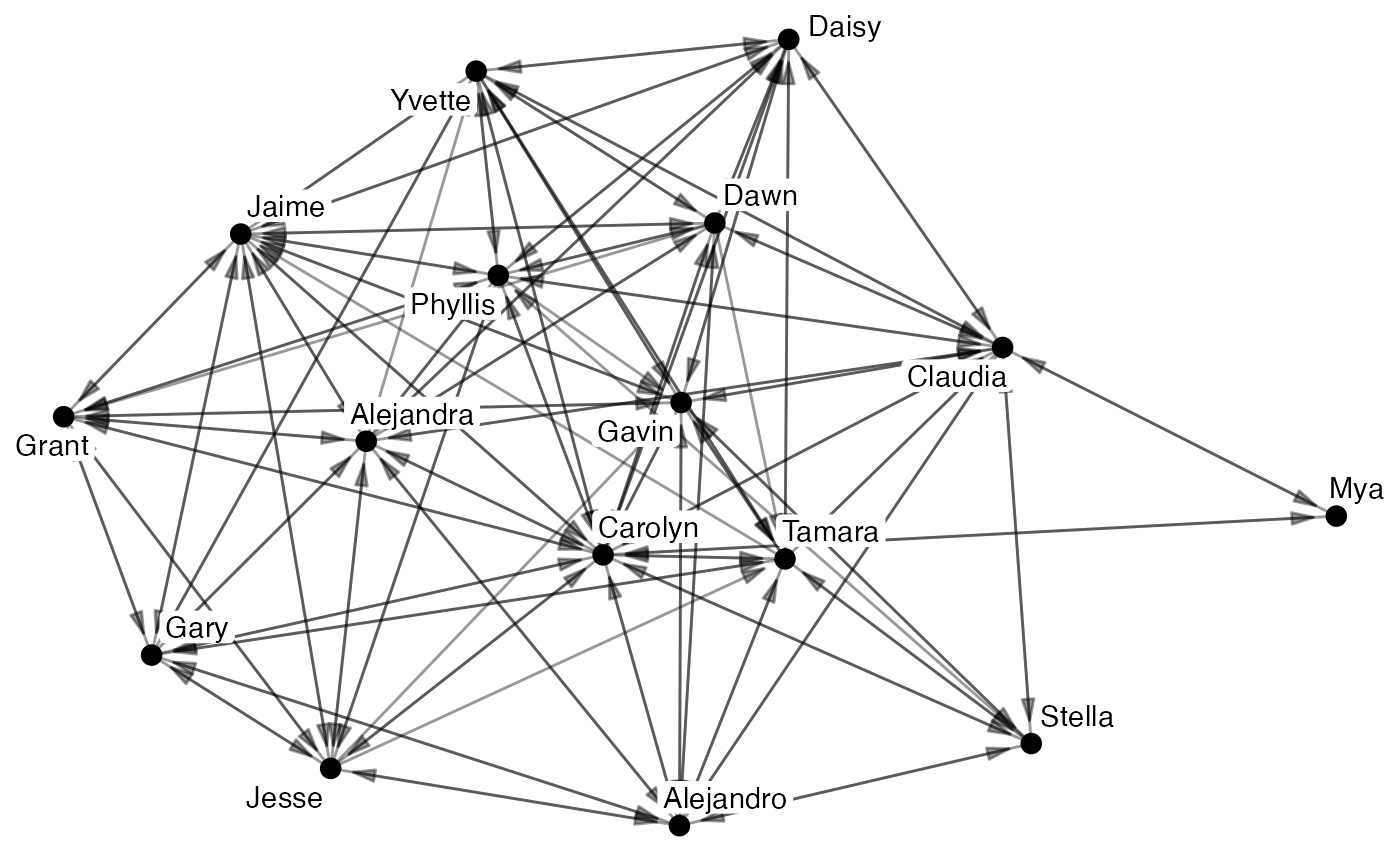 Daisy
Yvette
Dawn
Jaime
Phyllis
Claudia
Alejandra
Gavin
Grant
Mya
Carolyn
Tamara
Gary
Stella
Jesse
Alejandro